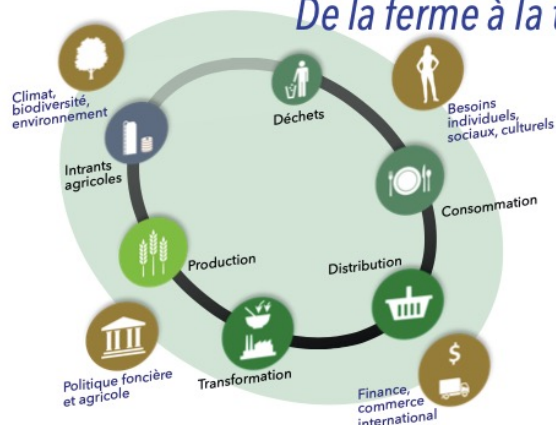 De la ferme à la
Climat,
biodiversité,
environnement
Déchets
Besoins
individuels,
sociaux, culturels
Intrants
agricoles
Consommation
Production
Distribution
Politique foncière
et agricole
Transformation
Finance,
commerce
international
$